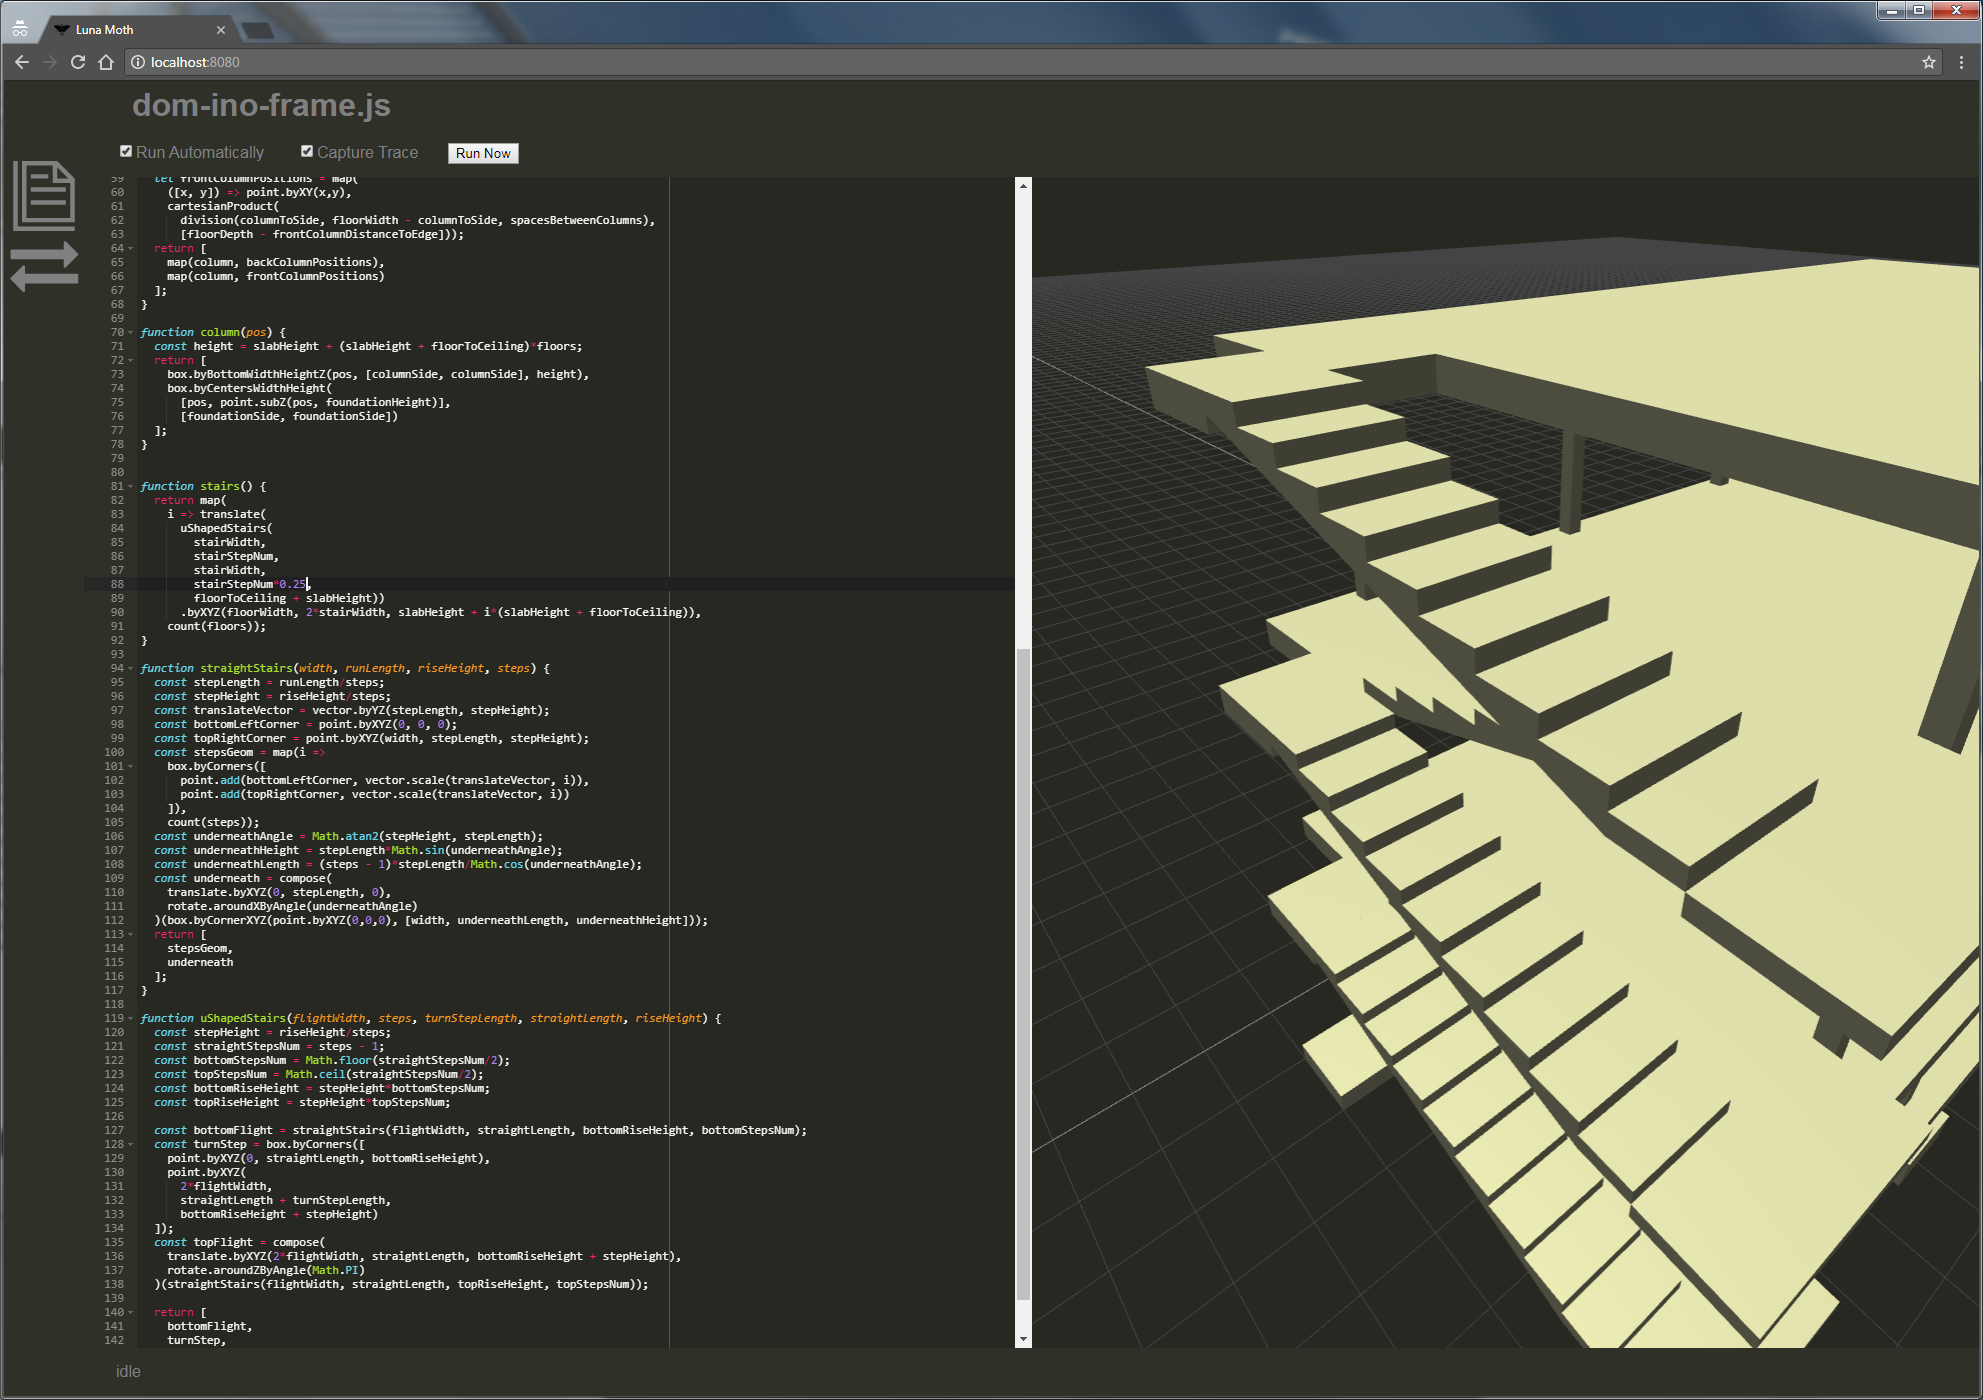 Luna Moth
localhost:8080
dom-ino-frame.js
Run Automatically Capture Trace Run Now
59 let frontColumnPositions = map(
60 ([x, y]) => point.byXY(x,y),
61 cartesianProduct(
62 division(columnToSide, floorWidth - columnToSide, spacesBetweenColumns),
63 [floorDepth - frontColumnDistanceToEdge]));
64 return [
65 map(column, backColumnPositions),
66 map(column, frontColumnPositions)
67 ];
68 }
69
70 function column(pos) {
71 const height = slabHeight + (slabHeight + floorToCeiling)*floors;
72 return [
73 box.byBottomWidthHeightZ(pos, [columnSide, columnSide], height),
74 box.byCentersWidthHeight(
75 [pos, point.subZ(pos, foundationHeight)],
76 [foundationSide, foundationSide])
77 ];
78 }
79
80
81 function stairs() {
82 return map(
83 i => translate(
84 uShapedStairs(
85 stairWidth,
86 stairStepNum,
87 stairWidth,
88 stairStepNum*0.25,
89 floorToCeiling + slabHeight))
90 .byXYZ(floorWidth, 2*stairWidth, slabHeight + i*(slabHeight + floorToCeiling)),
91 count(floors));
92 }
93
94 function straightStairs(width, runLength, riseHeight, steps) {
95 const stepLength = runLength/steps;
96 const stepHeight = riseHeight/steps;
97 const translateVector = vector.byYZ(stepLength, stepHeight);
98 const bottomLeftCorner = point.byXYZ(0, 0, 0);
99 const topRightCorner = point.byXYZ(width, stepLength, stepHeight);
100 const stepsGeom = map(i =>
101 box.byCorners([
102 point.add(bottomLeftCorner, vector.scale(translateVector, i)),
103 point.add(topRightCorner, vector.scale(translateVector, i))
104 ]),
105 count(steps));
106 const underneathAngle = Math.atan2(stepHeight, stepLength);
107 const underneathHeight = stepLength*Math.sin(underneathAngle);
108 const underneathLength = (steps - 1)*stepLength/Math.cos(underneathAngle);
109 const underneath = compose(
110 translate.byXYZ(0, stepLength, 0),
111 rotate.aroundXByAngle(underneathAngle)
112 )(box.byCornerXYZ(point.byXYZ(0,0,0), [width, underneathLength, underneathHeight]));
113 return [
114 stepsGeom,
115 underneath
116 ];
117 }
118
119 function uShapedStairs(flightWidth, steps, turnStepLength, straightLength, riseHeight) {
120 const stepHeight = riseHeight/steps;
121 const straightStepsNum = steps - 1;
122 const bottomStepsNum = Math.floor(straightStepsNum/2);
123 const topStepsNum = Math.ceil(straightStepsNum/2);
124 const bottomRiseHeight = stepHeight*bottomStepsNum;
125 const topRiseHeight = stepHeight*topStepsNum;
126
127 const bottomFlight = straightStairs(flightWidth, straightLength, bottomRiseHeight, bottomStepsNum);
128 const turnStep = box.byCorners([
129 point.byXYZ(0, straightLength, bottomRiseHeight),
130 point.byXYZ(
131 2*flightWidth,
132 straightLength + turnStepLength,
133 bottomRiseHeight + stepHeight)
134 ]);
135 const topFlight = compose(
136 translate.byXYZ(2*flightWidth, straightLength, bottomRiseHeight + stepHeight),
137 rotate.aroundZByAngle(Math.PI)
138 )(straightStairs(flightWidth, straightLength, topRiseHeight, topStepsNum));
139
140 return [
141 bottomFlight,
142 turnStep,
idle